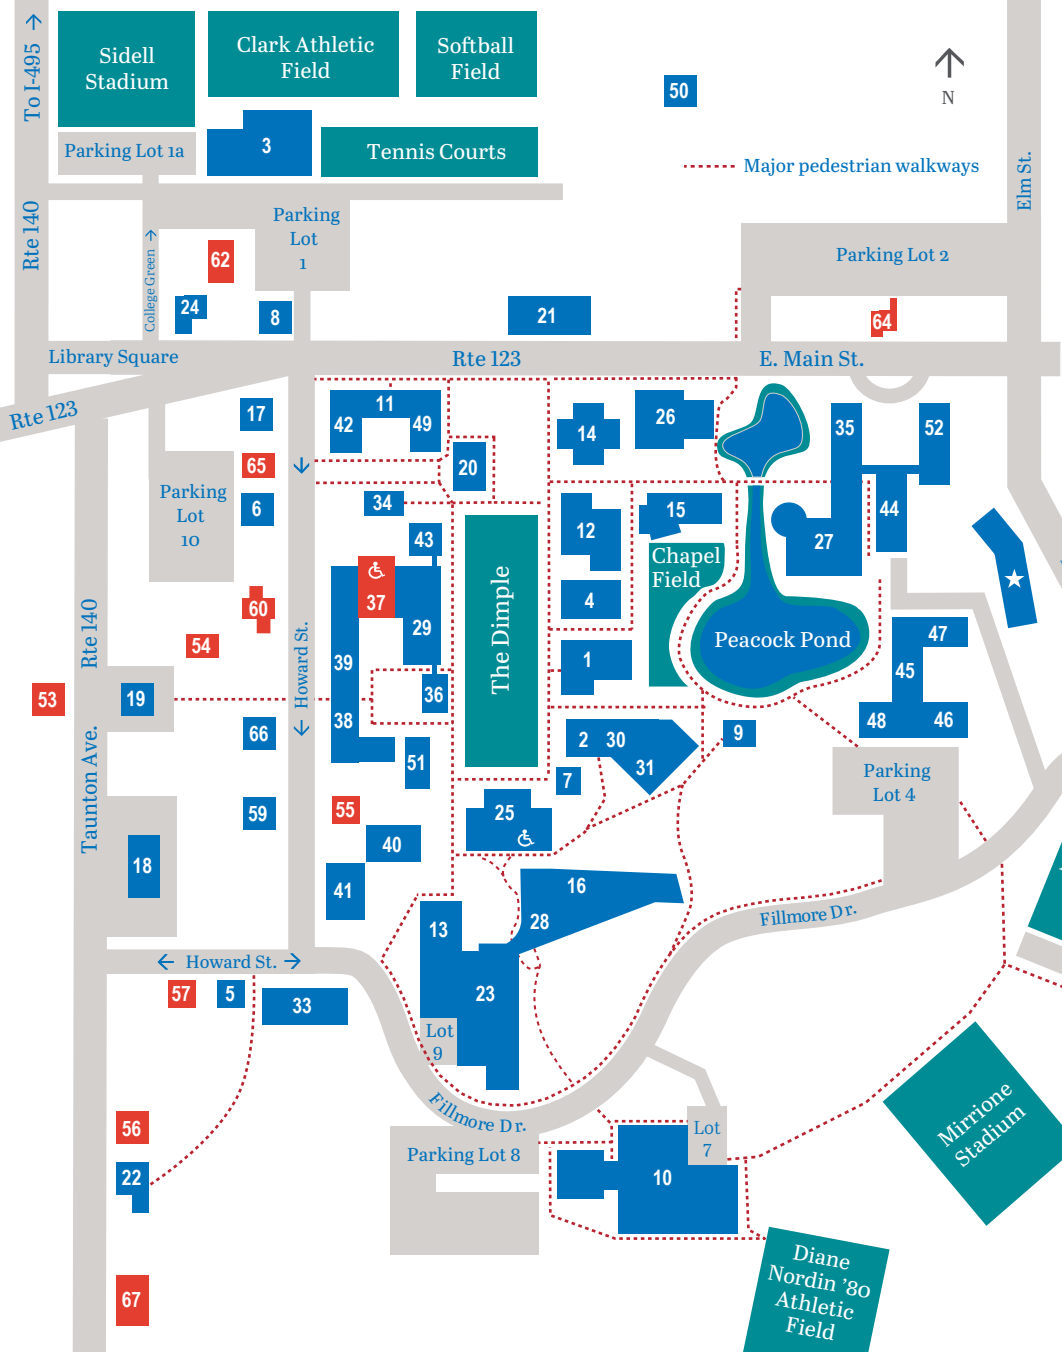 To I-495
Sidell
Stadium
Clark Athletic
Field
Softball
Field
50
N
Parking Lot 1a
3
Tennis Courts
Major pedestrian walkways
Elm St.
Rte 140
Parking
Lot
1
College Green
62
24
8
21
Parking Lot 2
64
Library Square
Rte 123
E. Main St.
Rte 123
17
11
42
49
14
26
35
52
65
20
Parking
Lot
10
6
34
15
44
43
12
27
Chapel
Field
37
4
The Dimple
60
29
Rte 140
54
Howard St.
39
1
Peacock Pond
47
45
53
19
36
38
66
2
30
31
9
48
46
51
7
Parking
Lot 4
Taunton Ave.
59
55
25
40
18
41
16
28
13
Fillmore Dr.
Howard St.
23
57
5
33
Lot
9
Fillmore Dr.
56
Parking Lot 8
Lot
7
22
10
Mirrione
Stadium
67
Diane
Nordin '80
Athletic
Field